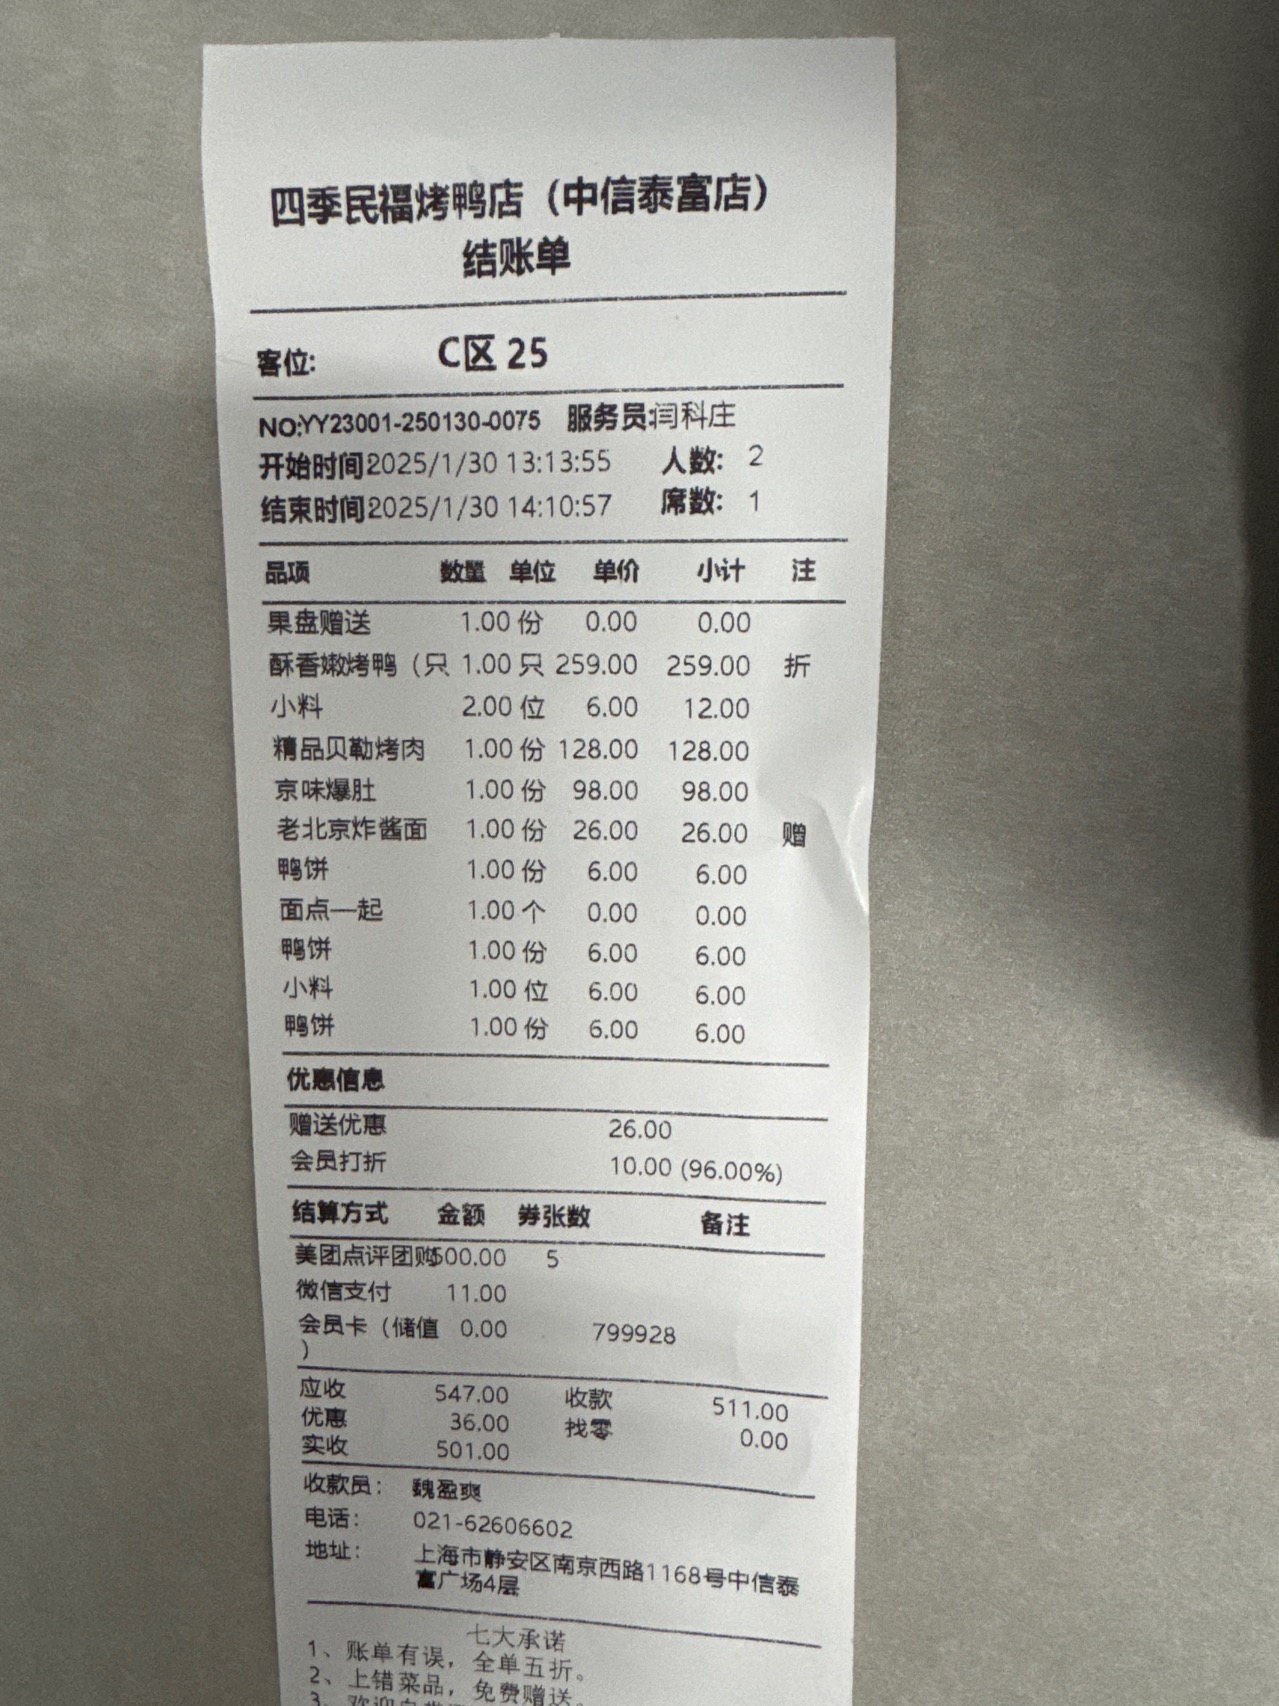 四季民福烤鸭店（中信泰富店）
结账单
客位: C区 25
NO:YY23001-250130-0075 服务员:闫科庄
开始时间2025/1/30 13:13:55 人数: 2
结束时间2025/1/30 14:10:57 席数: 1
品项 数量 单位 单价 小计 注
果盘赠送 1.00 份 0.00 0.00
酥香嫩烤鸭（只 1.00 只 259.00 259.00 折
小料 2.00 位 6.00 12.00
精品贝勒烤肉 1.00 份 128.00 128.00
京味爆肚 1.00 份 98.00 98.00
老北京炸酱面 1.00 份 26.00 26.00 赠
鸭饼 1.00 份 6.00 6.00
面点一起 1.00 个 0.00 0.00
鸭饼 1.00 份 6.00 6.00
小料 1.00 位 6.00 6.00
鸭饼 1.00 份 6.00 6.00
优惠信息
赠送优惠 26.00
会员打折 10.00 (96.00%)
结算方式 金额 券张数 备注
美团点评团购500.00 5
微信支付 11.00
会员卡（储值 0.00 799928
）
应收 547.00 收款 511.00
优惠 36.00 找零 0.00
实收 501.00
收款员: 魏盈爽
电话: 021-62606602
地址: 上海市静安区南京西路1168号中信泰
富广场4层
七大承诺
1、账单有误，全单五折。
2、上错菜品，免费赠送。
3、欢迎自带